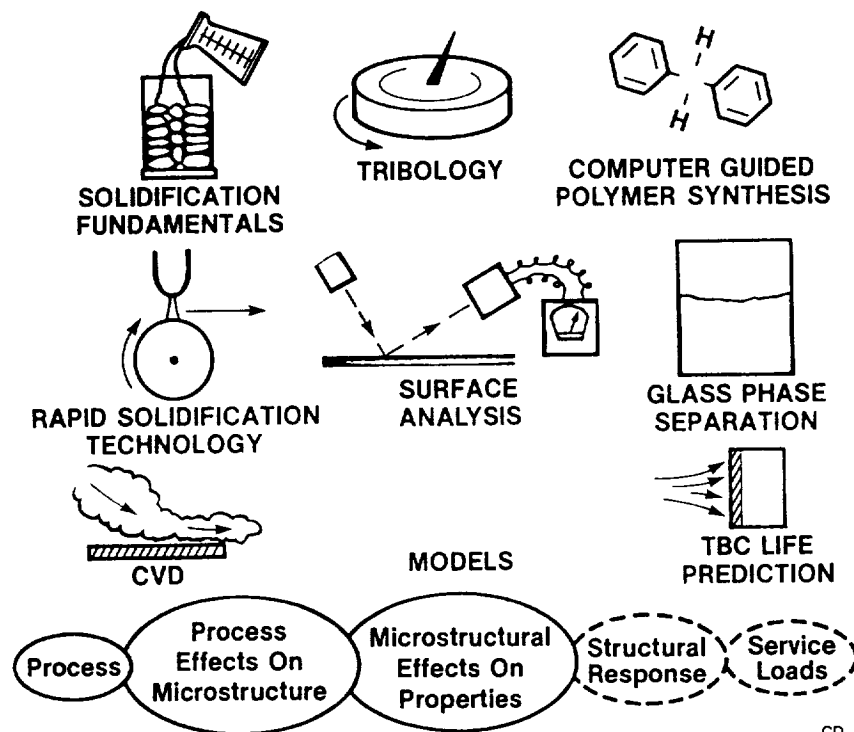 H
H
SOLIDIFICATION
FUNDAMENTALS
TRIBOLOGY
COMPUTER GUIDED
POLYMER SYNTHESIS
RAPID SOLIDIFICATION
TECHNOLOGY
SURFACE
ANALYSIS
GLASS PHASE
SEPARATION
CVD
MODELS
TBC LIFE
PREDICTION
Process
Process
Effects On
Microstructure
Microstructural
Effects On
Properties
Structural
Response
Service
Loads